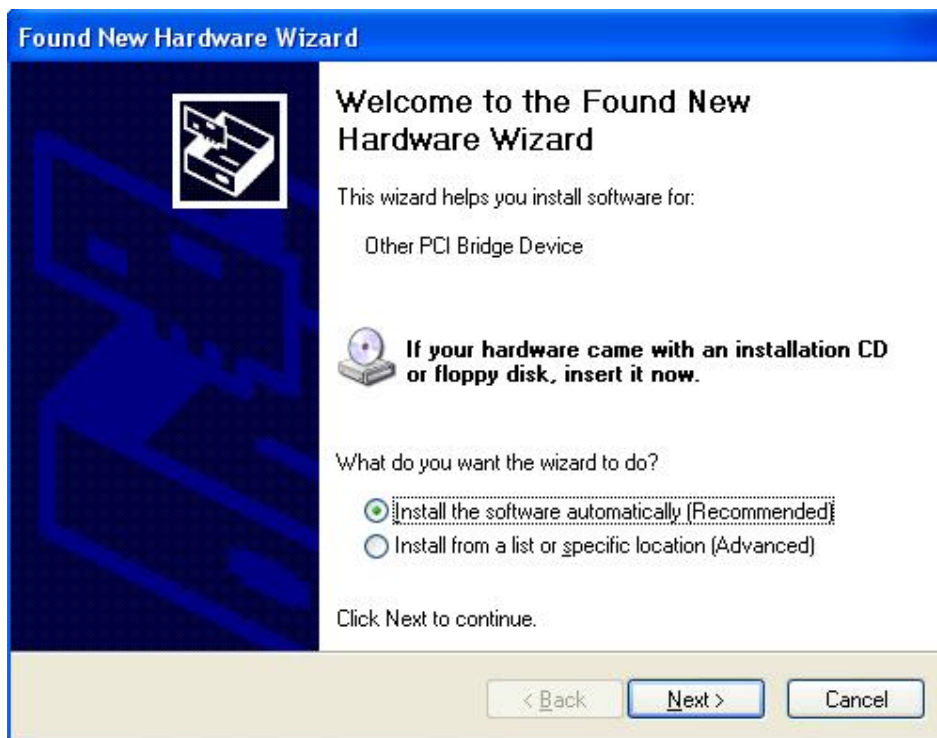 Found New Hardware Wizard
Welcome to the Found New
Hardware Wizard
This wizard helps you install software for:
Other PCI Bridge Device
If your hardware came with an installation CD
or floppy disk, insert it now.
What do you want the wizard to do?
Install the software automatically (Recommended)
Install from a list or specific location (Advanced)
Click Next to continue.
< Back Next > Cancel